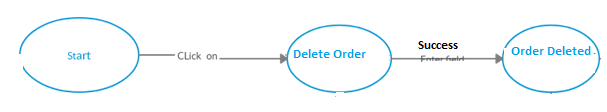 Start
CLick on
Delete Order
Success
Enter field
Order Deleted